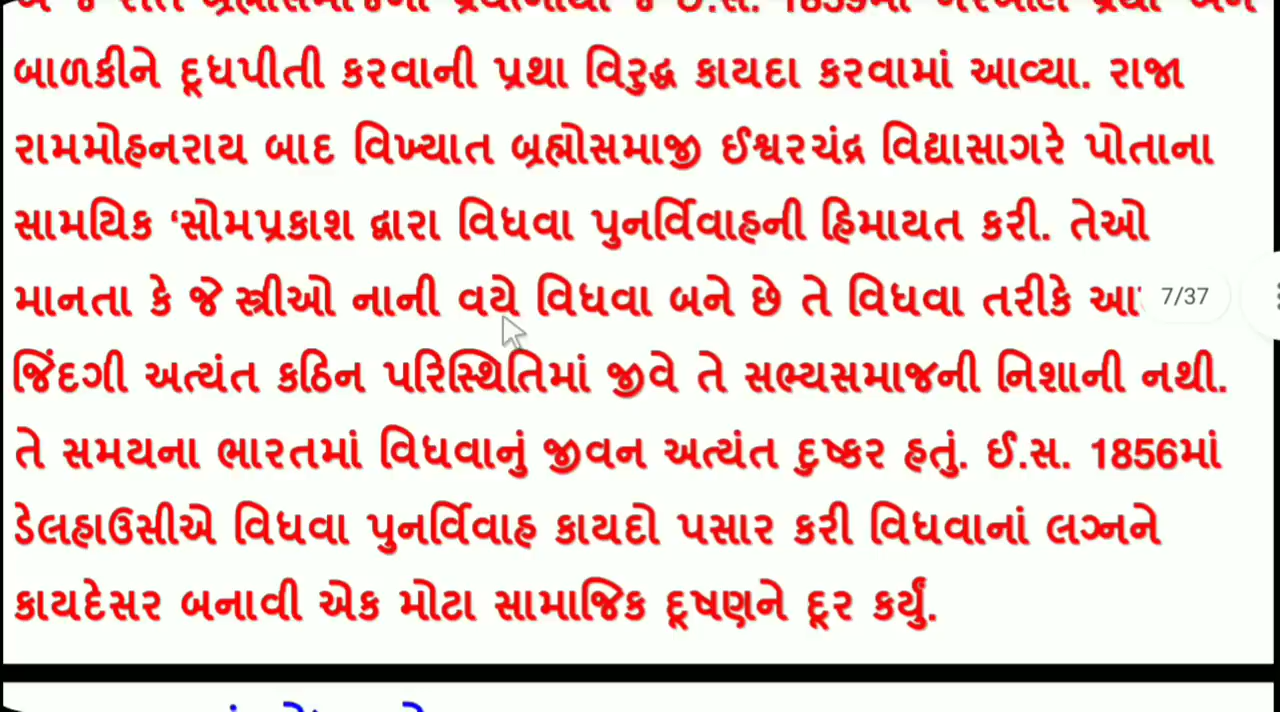 બાળકીને દૂધપીતી કરવાની પ્રથા વિરુદ્ધ કાયદા કરવામાં આવ્યા. રાજા
રામમોહનરાય બાદ વિખ્યાત બ્રહ્મોસમાજી ઈશ્વરચંદ્ર વિદ્યાસાગરે પોતાના
સામયિક ‘સોમપ્રકાશ દ્વારા વિધવા પુનર્વિવાહની હિમાયત કરી. તેઓ
માનતા કે જે સ્ત્રીઓ નાની વયે વિધવા બને છે તે વિધવા તરીકે
7/37
જિંદગી અત્યંત કઠિન પરિસ્થિતિમાં જીવે તે સભ્યસમાજની નિશાની નથી.
તે સમયના ભારતમાં વિધવાનું જીવન અત્યંત દુષ્કર હતું. ઈ.સ. 1856માં
ડેલહાઉસીએ વિધવા પુનર્વિવાહ કાયદો પસાર કરી વિધવાનાં લગ્નને
કાયદેસર બનાવી એક મોટા સામાજિક દૂષણને દૂર કર્યું.